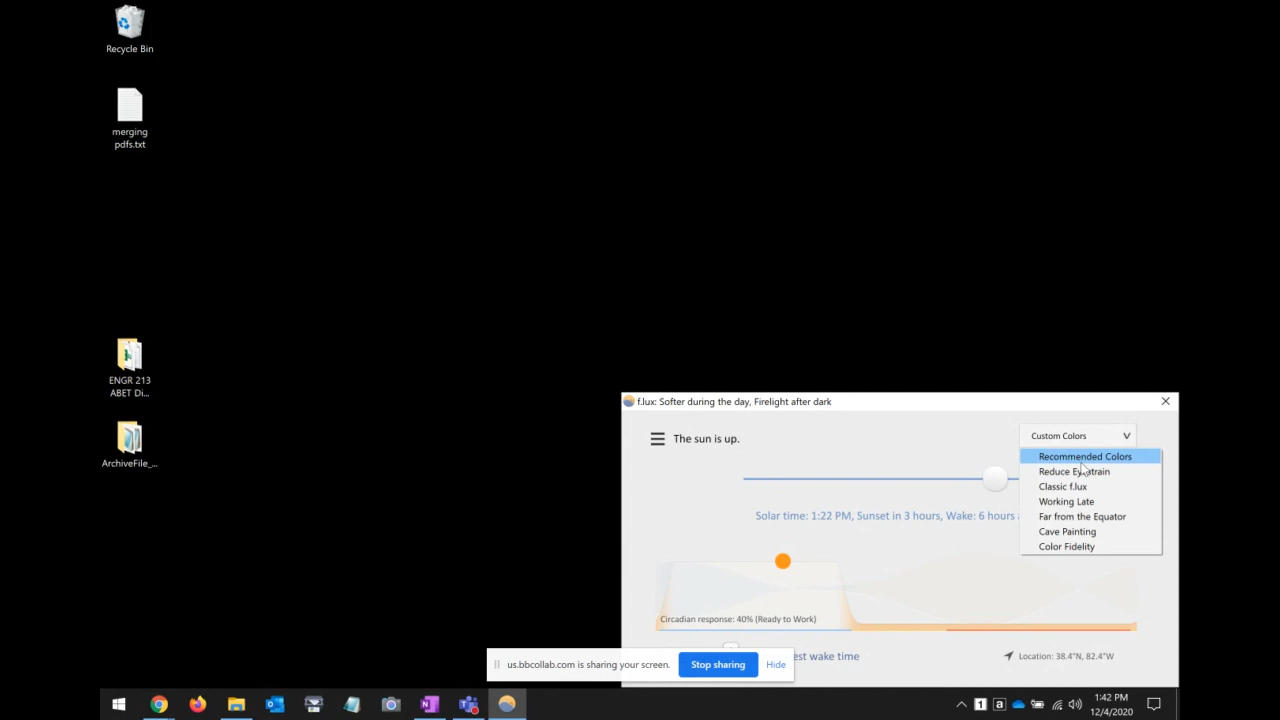 Recycle Bin
merging
pdfs.txt
ENGR 213
ABET Di...
ArchiveFile_...
f.lux: Softer during the day, Firelight after dark
The sun is up.
Custom Colors
Recommended Colors
Reduce Eyestrain
Classic f.lux
Working Late
Far from the Equator
Cave Painting
Color Fidelity
Solar time: 1:22 PM, Sunset in 3 hours, Wake: 6 hours a
Circadian response: 40% (Ready to Work)
est wake time
Location: 38.4°N, 82.4°W
us.bbcollab.com is sharing your screen.
Stop sharing
Hide
1:42 PM
12/4/2020